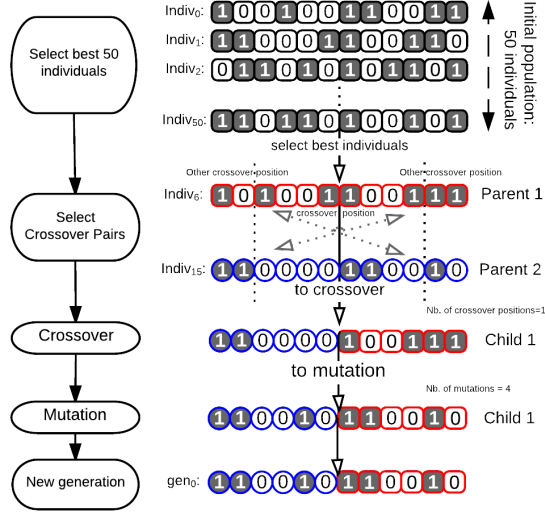 Select best 50
individuals
Select
Crossover Pairs
Crossover
Mutation
New generation
Indiv0: 1 0 0 1 0 0 1 1 0 0 1 1
Indiv1: 1 1 0 0 0 1 1 0 0 1 1 0
Indiv2: 0 1 1 0 1 0 1 0 1 1 0 1
Indiv50: 1 1 0 1 1 0 1 0 0 1 0 1
Initial population:
50 individuals
select best individuals
Other crossover position
Other crossover position
Indiv6: 1 0 1 0 0 1 1 0 0 1 1 1 Parent 1
crossover position
Indiv15: 1 1 0 0 0 0 1 1 0 0 1 0 Parent 2
to crossover
Nb. of crossover positions=1
1 1 0 0 0 0 1 0 0 1 1 1 Child 1
to mutation
Nb. of mutations = 4
1 1 0 0 1 0 1 1 0 0 1 0 Child 1
gen0: 1 1 0 0 1 0 1 1 0 0 1 0